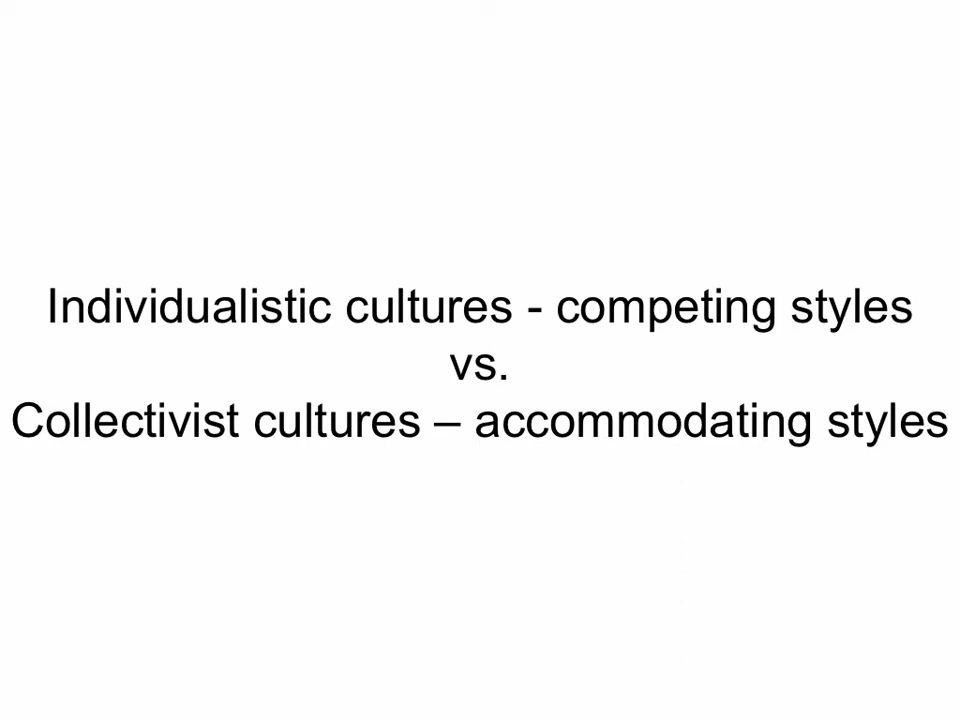 Individualistic cultures - competing styles
vs.
Collectivist cultures – accommodating styles